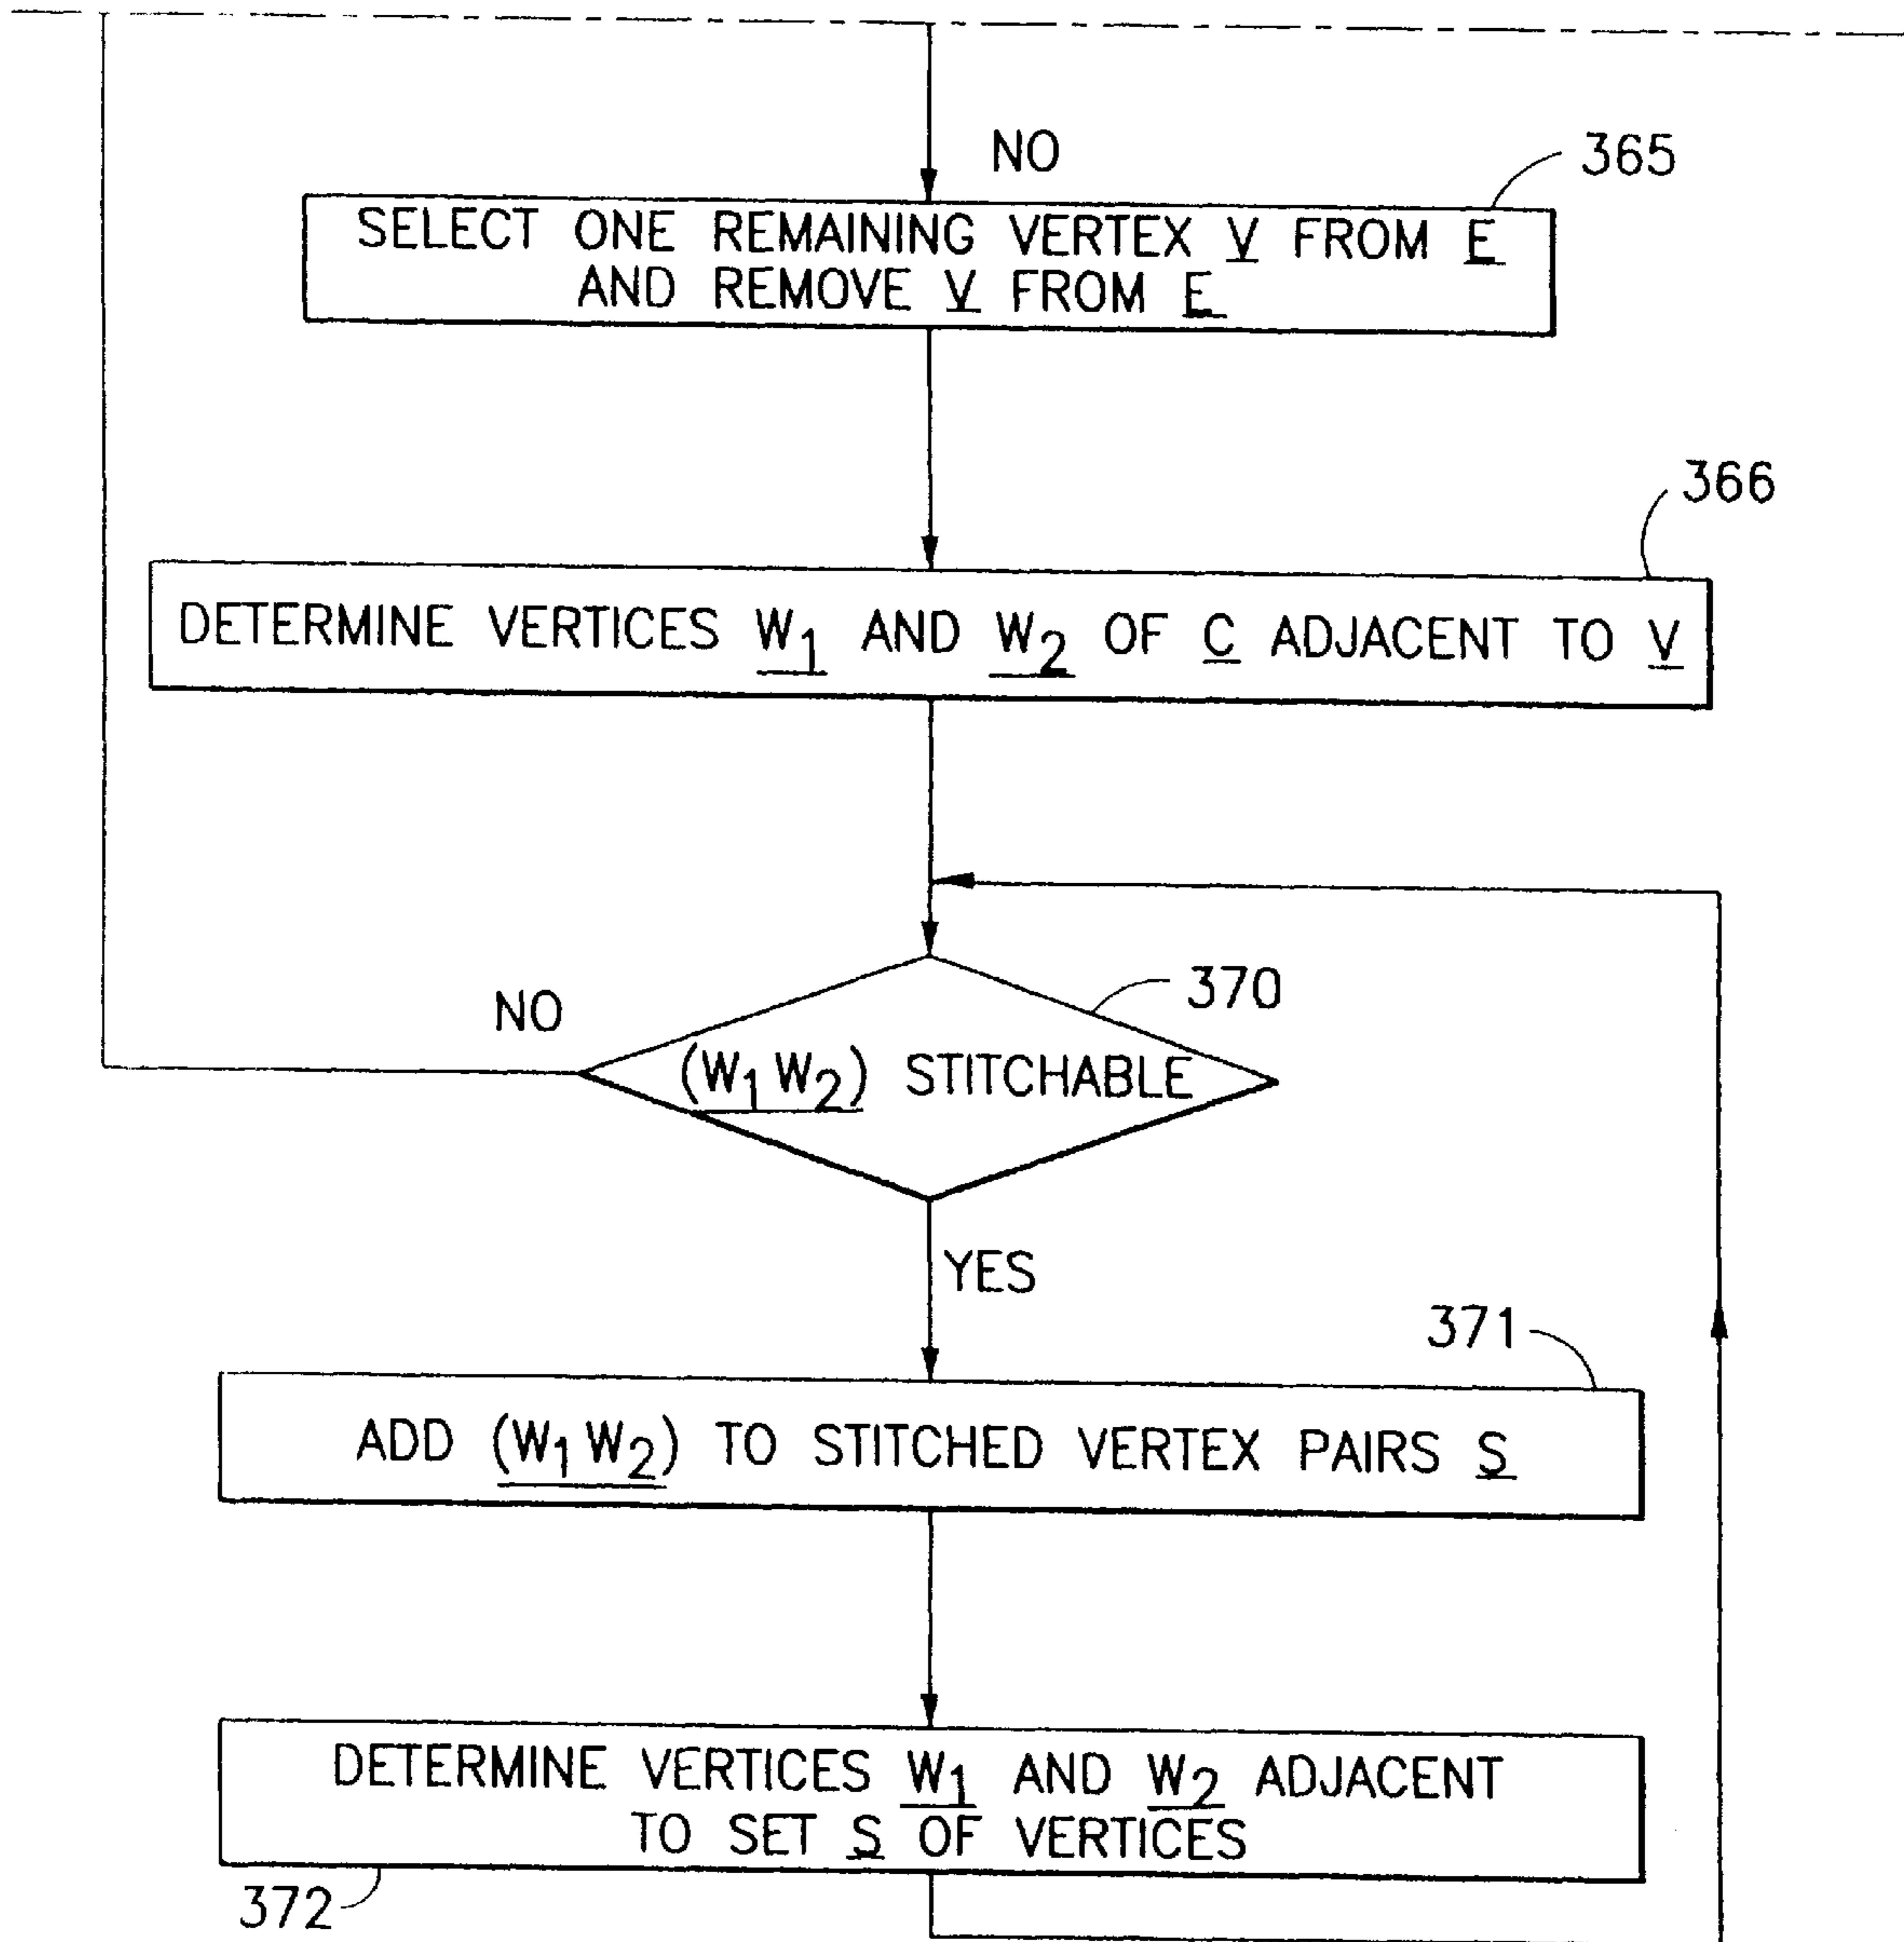 NO
365
SELECT ONE REMAINING VERTEX V FROM E
AND REMOVE V FROM E
366
DETERMINE VERTICES W1 AND W2 OF C ADJACENT TO V
370
NO
(W1 W2) STITCHABLE
YES
371
ADD (W1 W2) TO STITCHED VERTEX PAIRS S
DETERMINE VERTICES W1 AND W2 ADJACENT
TO SET S OF VERTICES
372